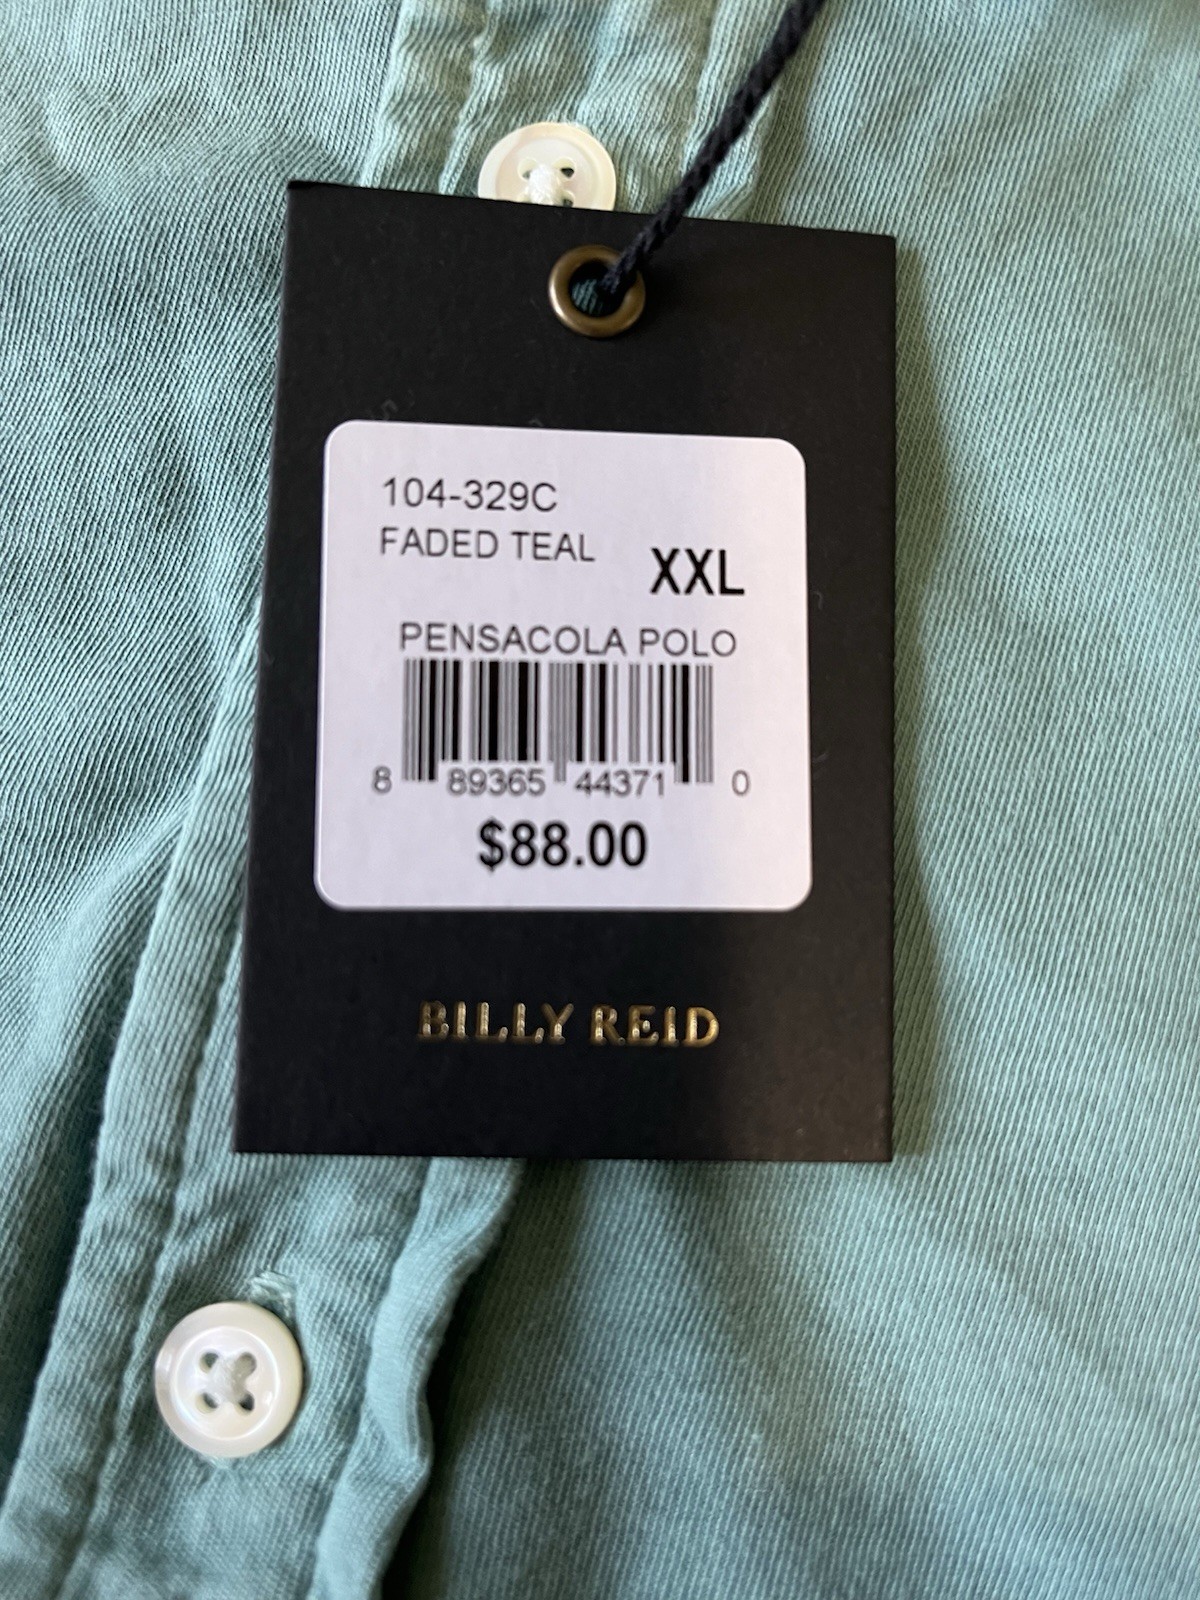 104-329C
FADED TEAL
XXL
PENSACOLA POLO
8 89365 44371 0
$88.00
BILLY REID